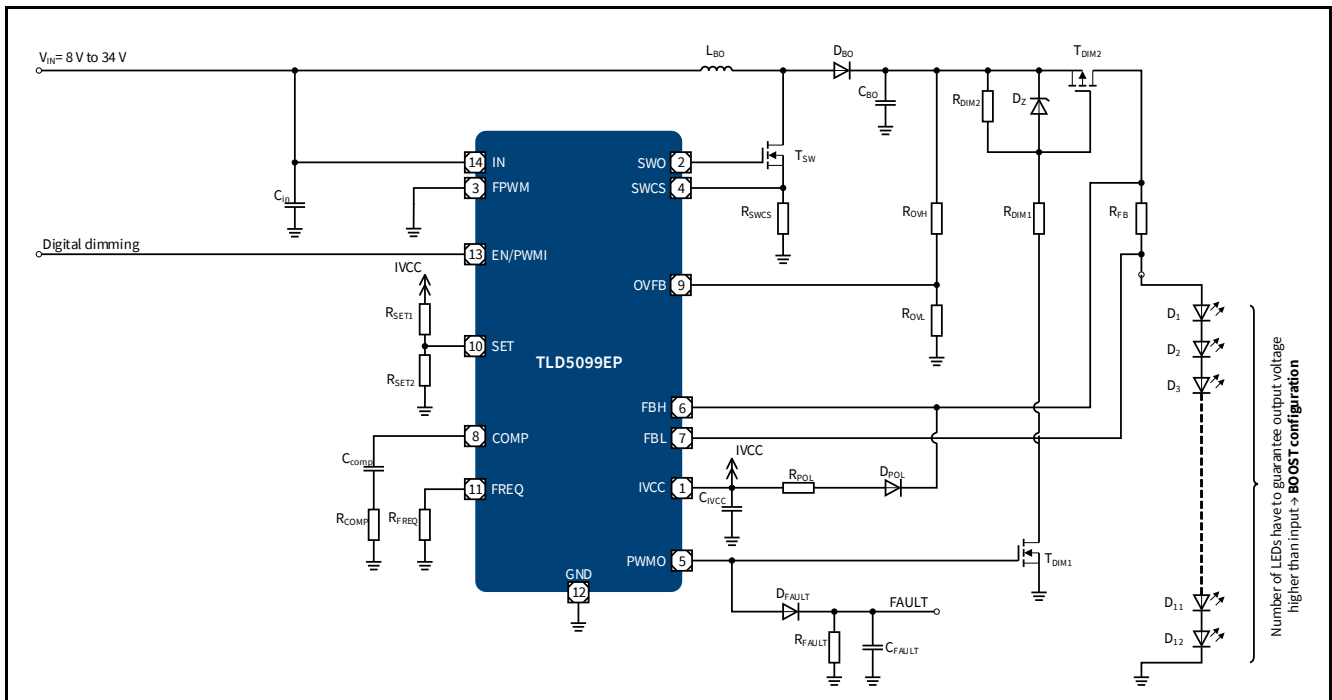 V_IN= 8 V to 34 V
L_BO
D_BO
T_DIM2
C_BO
R_DIM2
D_Z
14 IN
SWO 2
T_SW
3 FPWM
SWCS 4
C_in
R_SWCS
R_OVH
R_DIM1
R_FB
Digital dimming
13 EN/PWMI
IVCC
OVFB 9
R_SET1
R_OVL
D_1
10 SET
D_2
TLD5099EP
R_SET2
D_3
FBH 6
8 COMP
FBL 7
C_comp
IVCC
R_POL
D_POL
11 FREQ
IVCC 1
C_IVCC
R_COMP
R_FREQ
PWMO 5
T_DIM1
GND
12
D_FAULT
FAULT
D_11
R_FAULT
C_FAULT
D_12
Number of LEDs have to guarantee output voltage
higher than input → BOOST configuration